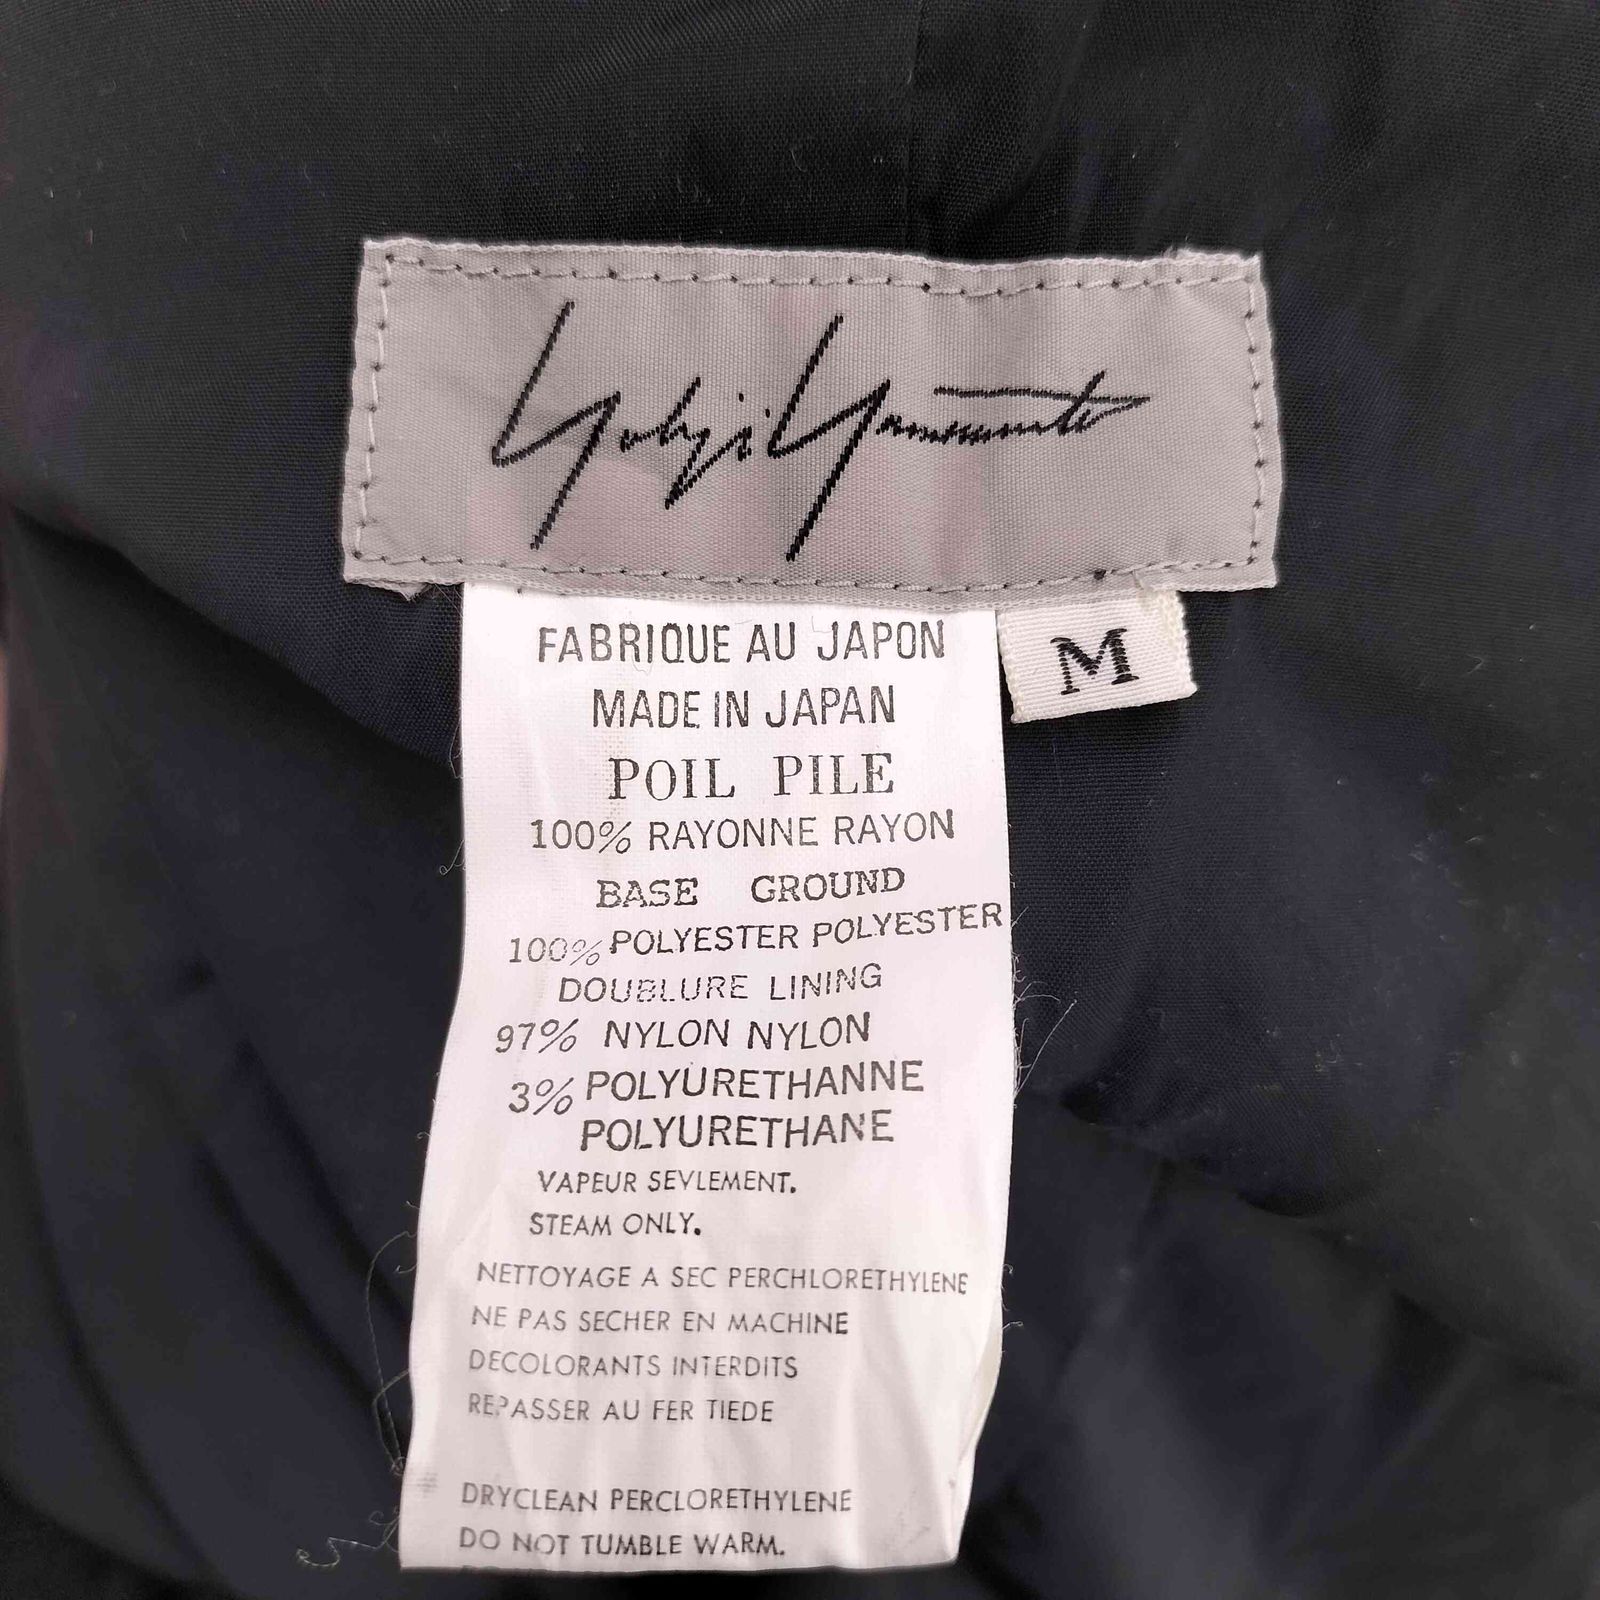 Yohji Yamamoto
M
FABRIQUE AU JAPON
MADE IN JAPAN
POIL PILE
100% RAYONNE RAYON
BASE GROUND
100% POLYESTER POLYESTER
DOUBLURE LINING
97% NYLON NYLON
3% POLYURETHANNE
POLYURETHANE
VAPEUR SEVLEMENT.
STEAM ONLY.
NETTOYAGE A SEC PERCHLORETHYLENE
NE PAS SECHER EN MACHINE
DECOLORANTS INTERDITS
REPASSER AU FER TIEDE
DRYCLEAN PERCLORETHYLENE
DO NOT TUMBLE WARM.